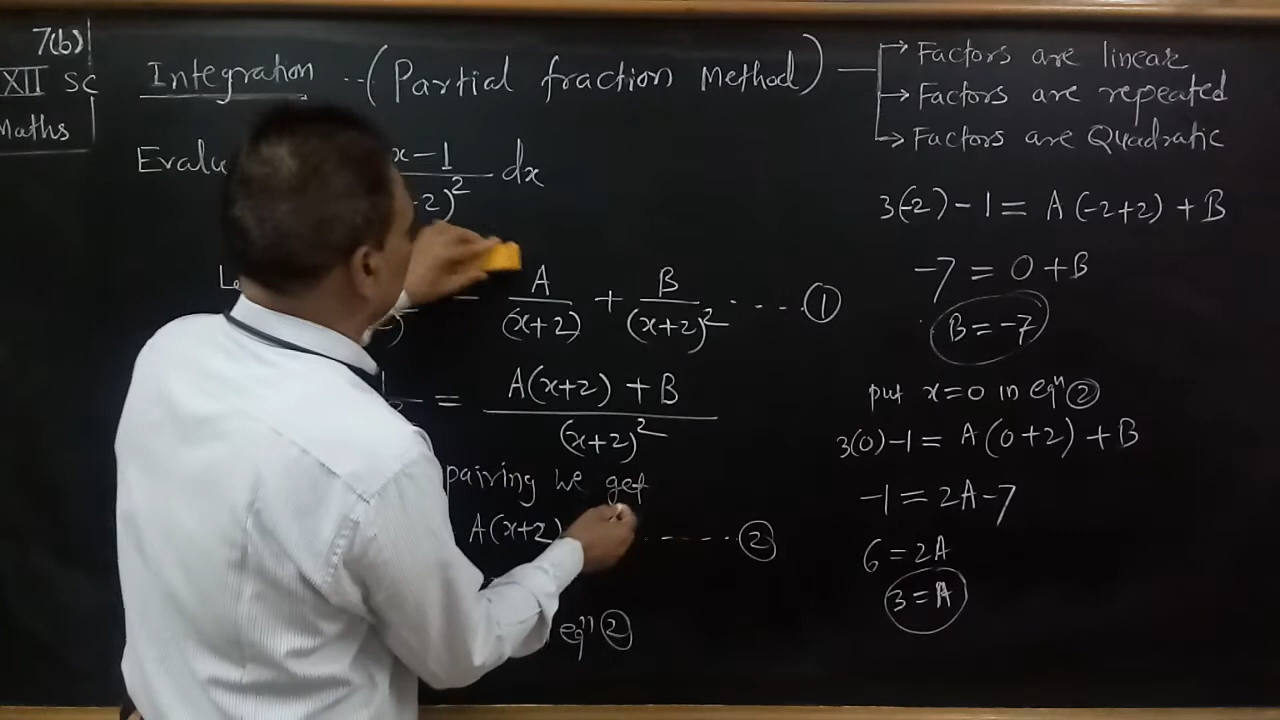 7(b)
XII SC
Maths
Integration -- (Partial fraction Method)
→ Factors are linear
→ Factors are repeated
→ Factors are Quadratic
x-1 dx
-2)²
= A/(x+2) + B/(x+2)² ---- ①
= A(x+2) + B
(x+2)²
we get
A(x+2) ------ ②
eqⁿ ②
3(-2) - 1 = A(-2+2) + B
-7 = 0 + B
B = -7
put x=0 in eqⁿ ②
3(0) - 1 = A(0+2) + B
-1 = 2A - 7
6 = 2A
3 = A